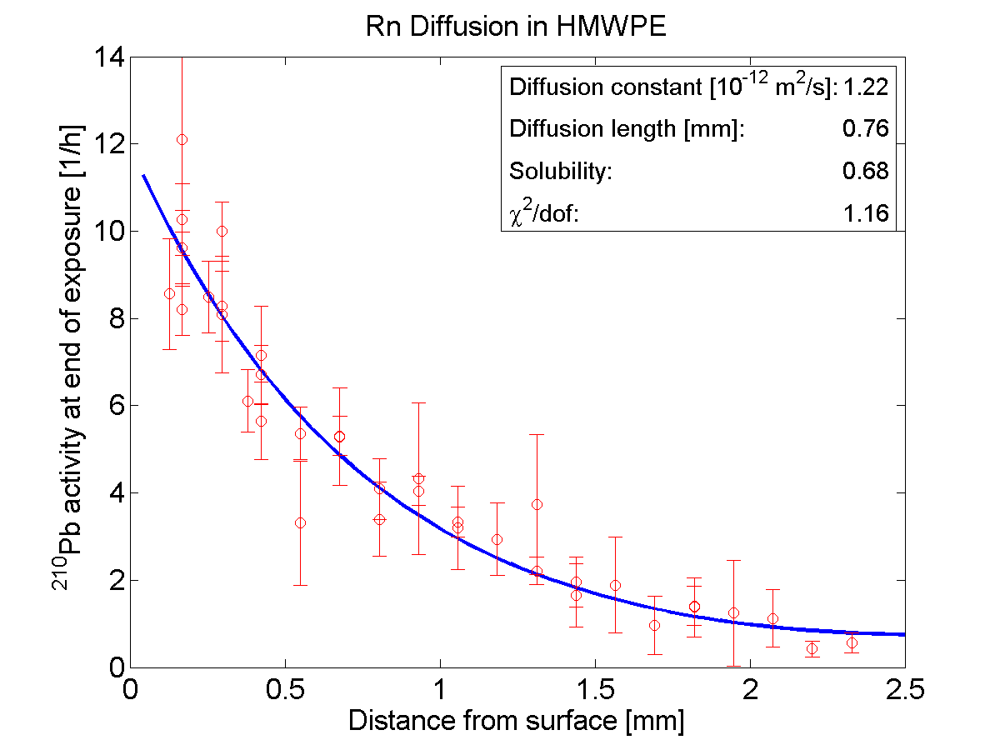 Rn Diffusion in HMWPE
Diffusion constant [10⁻¹² m²/s]: 1.22
Diffusion length [mm]: 0.76
Solubility: 0.68
χ²/dof: 1.16
²¹⁰Pb activity at end of exposure [1/h]
14
12
10
8
6
4
2
0
0 0.5 1 1.5 2 2.5
Distance from surface [mm]